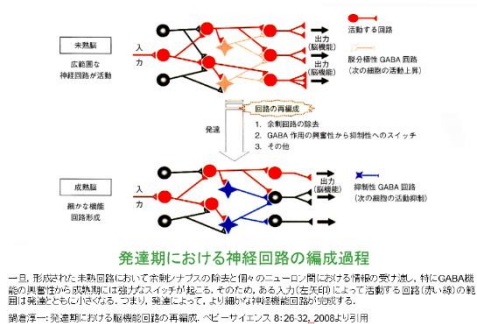 未熟脳
広範囲な
神経回路が活動
入
力
出力
(脳機能)
出力
(脳機能)
活動する回路
脱分極性GABA回路
(次の細胞の活動上昇)
発達
回路の再編成
1. 余剰回路の除去
2. GABA作用の興奮性から抑制性へのスイッチ
3. その他
成熟脳
細かな機能
回路形成
入
力
出力
(脳機能)
抑制性GABA回路
(次の細胞の活動抑制)
発達期における神経回路の編成過程
一旦、形成された未熟回路において余剰シナプスの除去と個々のニューロン間における情報の受け渡し、特にGABA機能
の興奮性から成熟期には強力なスイッチが起こる。そのため、ある入力(左矢印)によって活動する回路(赤い線)の範
囲は発達とともに小さくなる。つまり、発達によって、より細かな神経機能回路が完成する。
鍋倉淳一:発達期における脳機能回路の再編成. ベビーサイエンス 8:26-32, 2008より引用